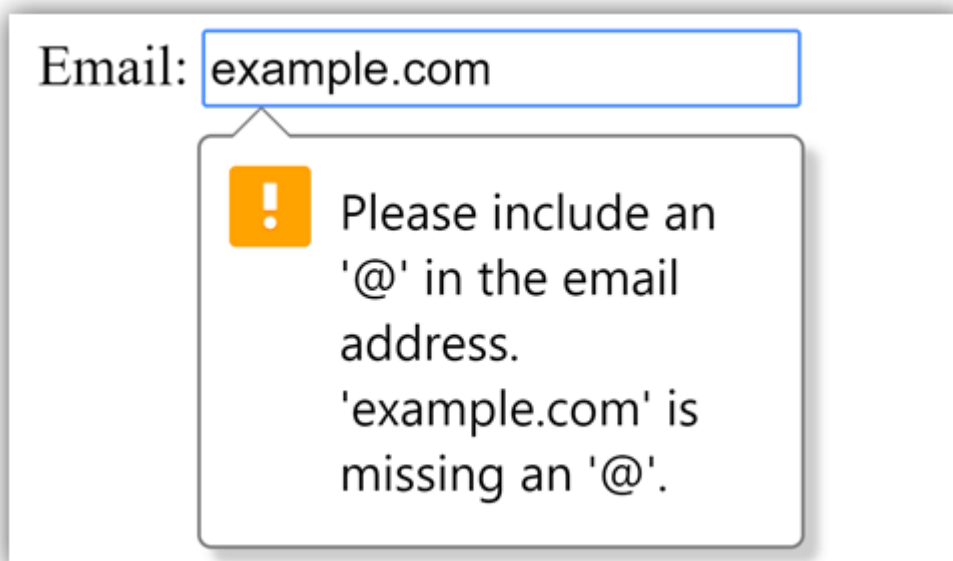 Email: example.com
!
Please include an
'@' in the email
address.
'example.com' is
missing an '@'.